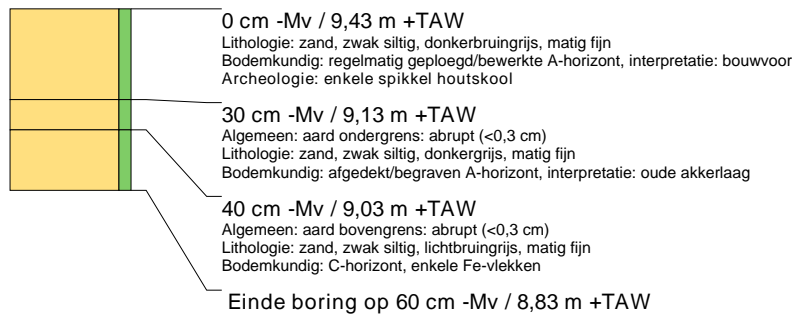 0 cm -Mv / 9,43 m +TAW
Lithologie: zand, zwak siltig, donkerbruingrijs, matig fijn
Bodemkundig: regelmatig geploegd/bewerkte A-horizont, interpretatie: bouwvoor
Archeologie: enkele spikkel houtskool
30 cm -Mv / 9,13 m +TAW
Algemeen: aard ondergrens: abrupt (<0,3 cm)
Lithologie: zand, zwak siltig, donkergrijs, matig fijn
Bodemkundig: afgedekt/begraven A-horizont, interpretatie: oude akkerlaag
40 cm -Mv / 9,03 m +TAW
Algemeen: aard bovengrens: abrupt (<0,3 cm)
Lithologie: zand, zwak siltig, lichtbruingrijs, matig fijn
Bodemkundig: C-horizont, enkele Fe-vlekken
Einde boring op 60 cm -Mv / 8,83 m +TAW